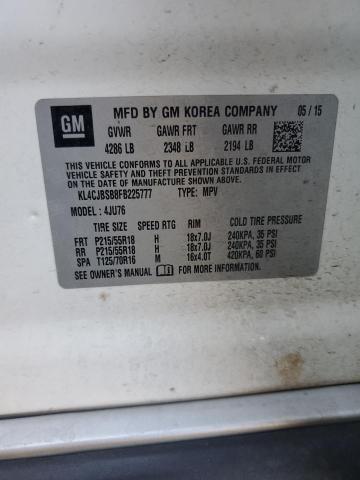 GM
MFD BY GM KOREA COMPANY 05 / 15
GVWR GAWR FRT GAWR RR
4286 LB 2348 LB 2194 LB
THIS VEHICLE CONFORMS TO ALL APPLICABLE U.S. FEDERAL MOTOR
VEHICLE SAFETY AND THEFT PREVENTION STANDARDS IN EFFECT
ON THE DATE OF MANUFACTURE SHOWN ABOVE.
KL4CJBSB8FB225777 TYPE: MPV
MODEL: 4JU76
TIRE SIZE SPEED RTG RIM COLD TIRE PRESSURE
FRT P215/55R18 H 18x7.0J 240KPA, 35 PSI
RR P215/55R18 H 18x7.0J 240KPA, 35 PSI
SPA T125/70R16 M 16x4.0T 420KPA, 60 PSI
SEE OWNER'S MANUAL FOR ADDITIONAL INFORMATION